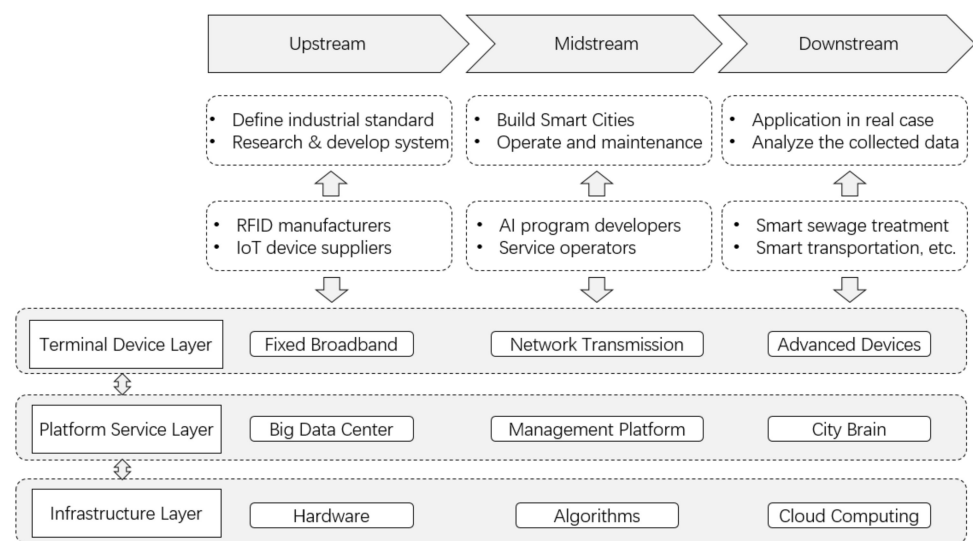 Upstream
Midstream
Downstream
• Define industrial standard
• Research & develop system
• Build Smart Cities
• Operate and maintenance
• Application in real case
• Analyze the collected data
• RFID manufacturers
• IoT device suppliers
• AI program developers
• Service operators
• Smart sewage treatment
• Smart transportation, etc.
Terminal Device Layer
Fixed Broadband
Network Transmission
Advanced Devices
Platform Service Layer
Big Data Center
Management Platform
City Brain
Infrastructure Layer
Hardware
Algorithms
Cloud Computing